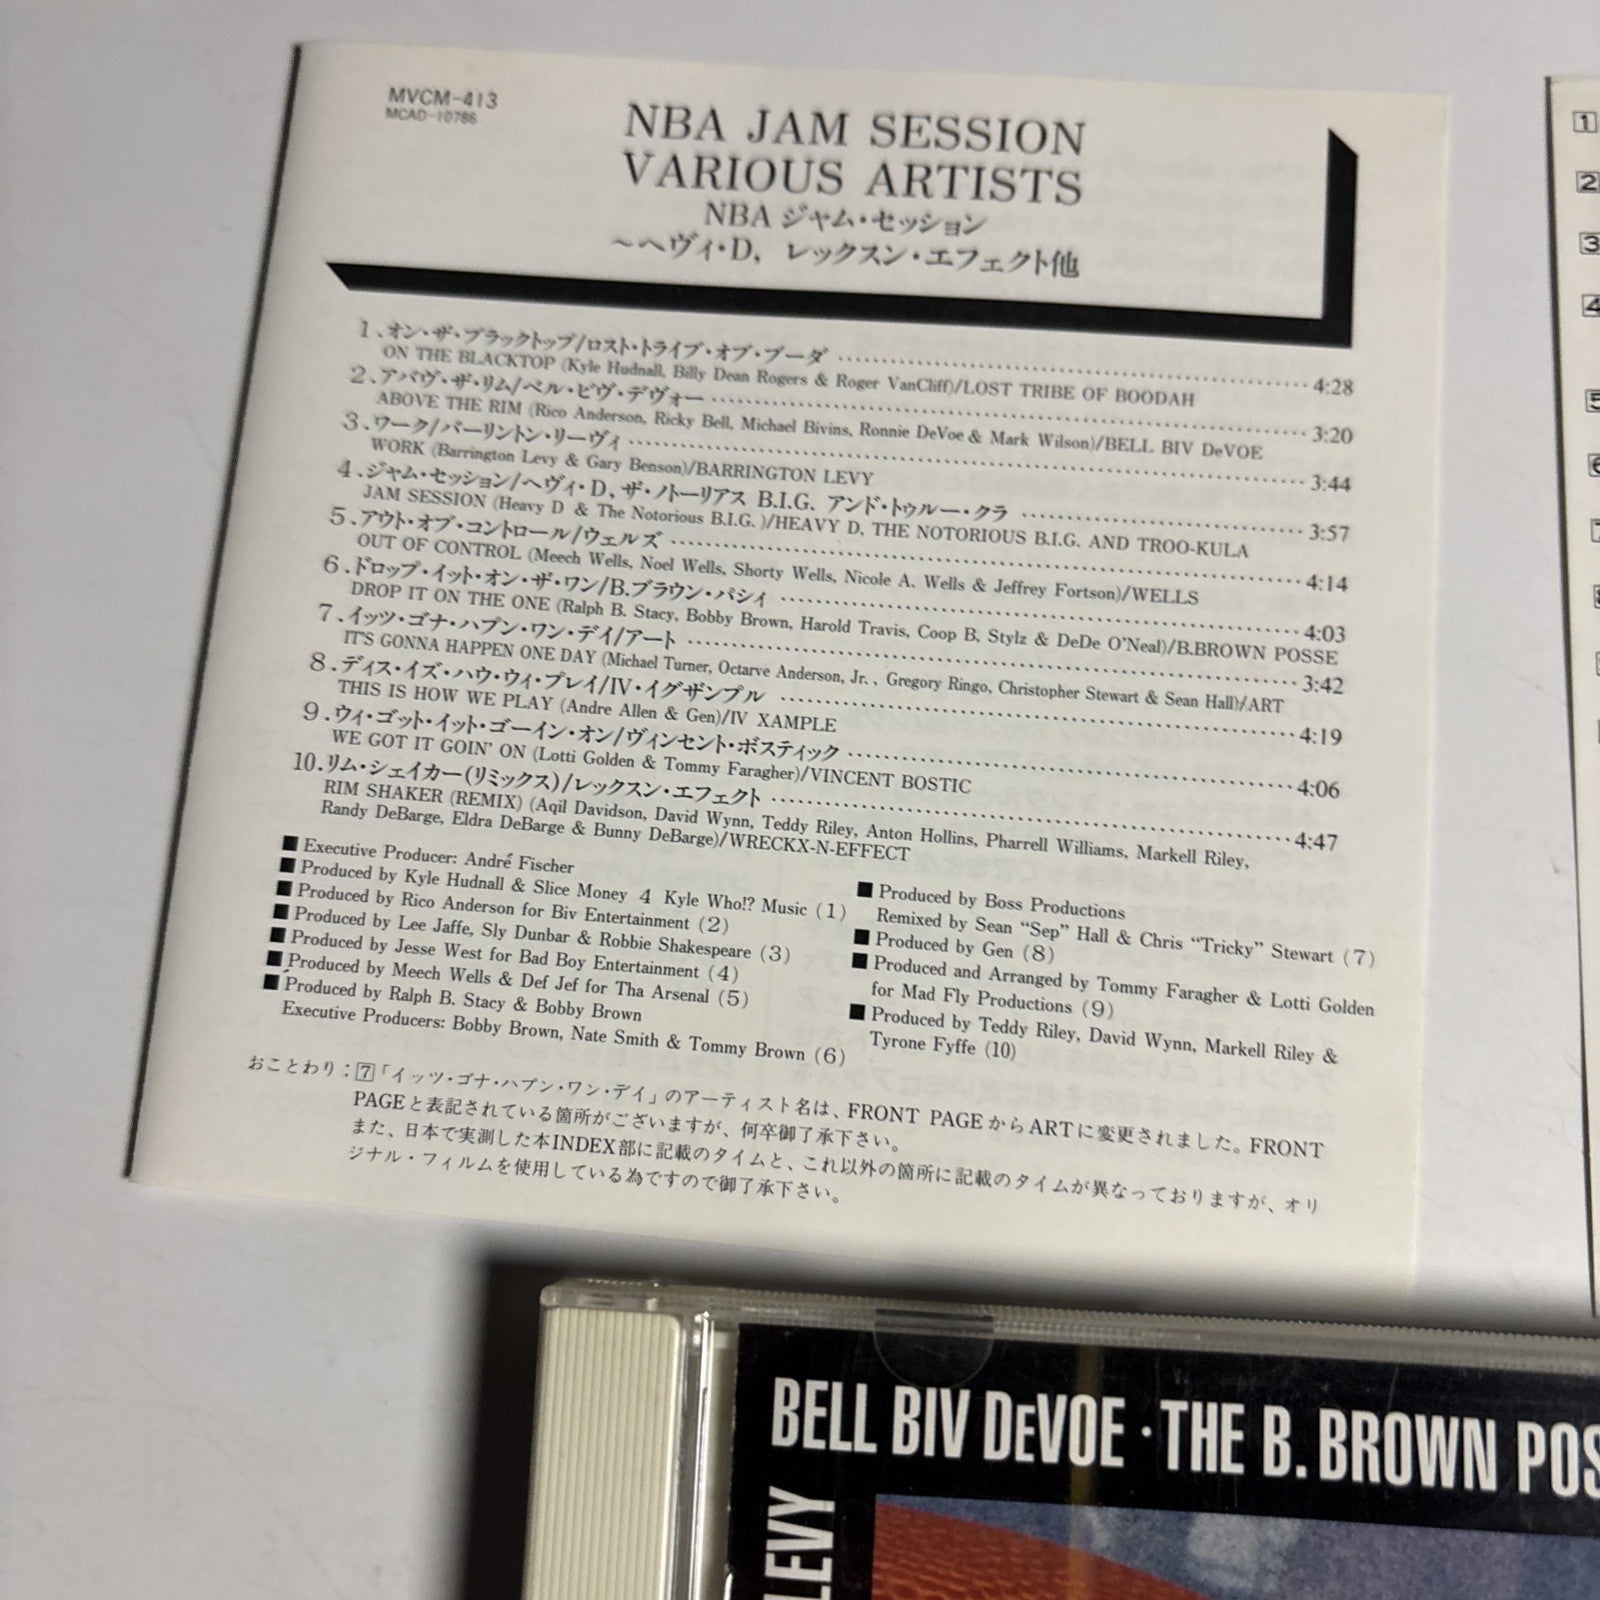 MVCM-413
MCAD-10786
NBA JAM SESSION
VARIOUS ARTISTS
NBA ジャム・セッション
～ヘヴィ・D, レックスン・エフェクト他
1.オン・ザ・ブラックトップ/ロスト・トライブ・オブ・ブーダ 4:28
ON THE BLACKTOP (Kyle Hudnall, Billy Dean Rogers & Roger VanCliff)/LOST TRIBE OF BOODAH
2.アバヴ・ザ・リム/ベル・ビヴ・デヴォー 3:20
ABOVE THE RIM (Rico Anderson, Ricky Bell, Michael Bivins, Ronnie DeVoe & Mark Wilson)/BELL BIV DeVOE
3.ワーク/バーリントン・リーヴィ 3:44
WORK (Barrington Levy & Gary Benson)/BARRINGTON LEVY
4.ジャム・セッション/ヘヴィ・D, ザ・ノトーリアス B.I.G. アンド・トゥルー・クラ 3:57
JAM SESSION (Heavy D & The Notorious B.I.G.)/HEAVY D, THE NOTORIOUS B.I.G. AND TROO-KULA
5.アウト・オブ・コントロール/ウェルズ 4:14
OUT OF CONTROL (Meech Wells, Noel Wells, Shorty Wells, Nicole A. Wells & Jeffrey Fortson)/WELLS
6.ドロップ・イット・オン・ザ・ワン/B.ブラウン・パシィ 4:03
DROP IT ON THE ONE (Ralph B. Stacy, Bobby Brown, Harold Travis, Coop B. Stylz & DeDe O'Neal)/B.BROWN POSSE
7.イッツ・ゴナ・ハプン・ワン・デイ/アート 3:42
IT'S GONNA HAPPEN ONE DAY (Michael Turner, Octarve Anderson, Jr., Gregory Ringo, Christopher Stewart & Sean Hall)/ART
8.ディス・イズ・ハウ・ウィ・プレイ/IV・イグザンプル 4:19
THIS IS HOW WE PLAY (Andre Allen & Gen)/IV XAMPLE
9.ウィ・ゴット・イット・ゴーイン・オン/ヴィンセント・ボスティック 4:06
WE GOT IT GOIN' ON (Lotti Golden & Tommy Faragher)/VINCENT BOSTIC
10.リム・シェイカー(リミックス)/レックスン・エフェクト 4:47
RIM SHAKER (REMIX) (Aqil Davidson, David Wynn, Teddy Riley, Anton Hollins, Pharrell Williams, Markell Riley,
Randy DeBarge, Eldra DeBarge & Bunny DeBarge)/WRECKX-N-EFFECT
■ Executive Producer: André Fischer
■ Produced by Kyle Hudnall & Slice Money 4 Kyle Who!? Music (1)
■ Produced by Rico Anderson for Biv Entertainment (2)
■ Produced by Lee Jaffe, Sly Dunbar & Robbie Shakespeare (3)
■ Produced by Jesse West for Bad Boy Entertainment (4)
■ Produced by Meech Wells & Def Jef for Tha Arsenal (5)
■ Produced by Ralph B. Stacy & Bobby Brown
Executive Producers: Bobby Brown, Nate Smith & Tommy Brown (6)
■ Produced by Boss Productions
Remixed by Sean "Sep" Hall & Chris "Tricky" Stewart (7)
■ Produced by Gen (8)
■ Produced and Arranged by Tommy Faragher & Lotti Golden
for Mad Fly Productions (9)
■ Produced by Teddy Riley, David Wynn, Markell Riley &
Tyrone Fyffe (10)
おことわり：7「イッツ・ゴナ・ハプン・ワン・デイ」のアーティスト名は、FRONT PAGEからARTに変更されました。FRONT
PAGEと表記されている箇所がございますが、何卒御了承下さい。
また、日本で実測した本INDEX部に記載のタイムと、これ以外の箇所に記載のタイムが異なっておりますが、オリ
ジナル・フィルムを使用している為ですので御了承下さい。
1
2
3
4
5
6
7
BELL BIV DeVOE · THE B. BROWN POS
LEVY